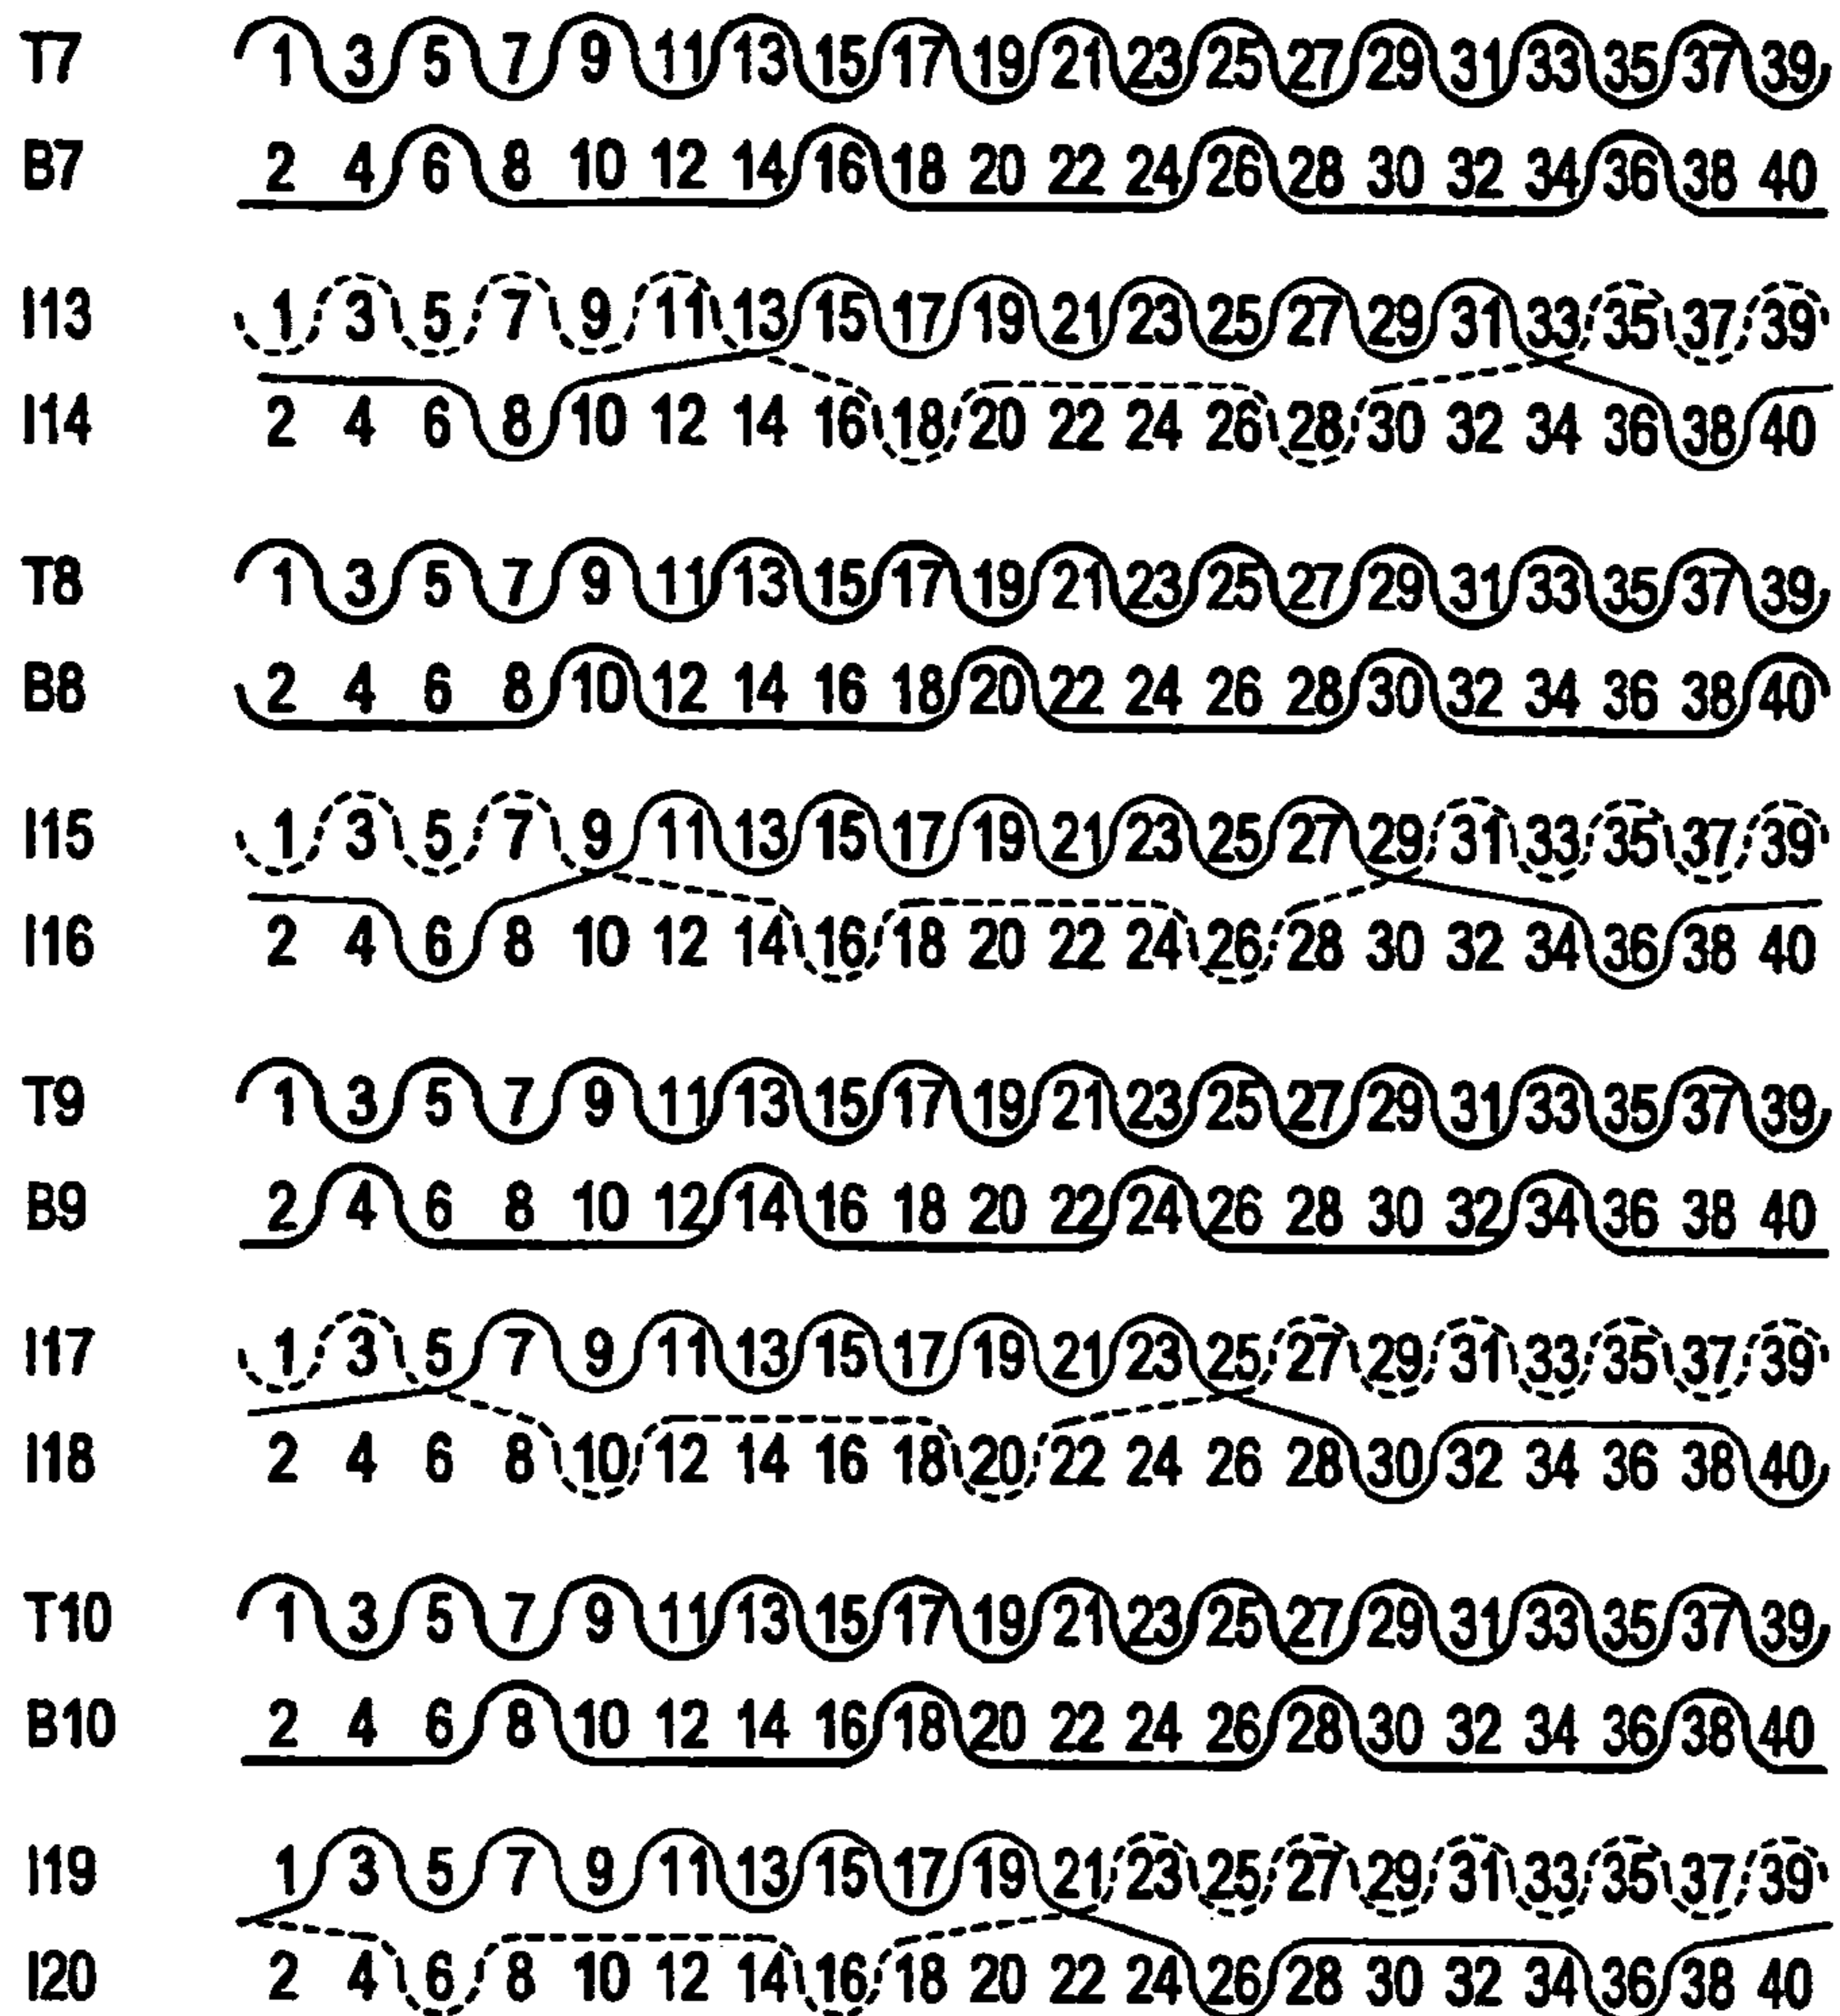 T7 1 3 5 7 9 11 13 15 17 19 21 23 25 27 29 31 33 35 37 39
B7 2 4 6 8 10 12 14 16 18 20 22 24 26 28 30 32 34 36 38 40
I13 1 3 5 7 9 11 13 15 17 19 21 23 25 27 29 31 33 35 37 39
I14 2 4 6 8 10 12 14 16 18 20 22 24 26 28 30 32 34 36 38 40
T8 1 3 5 7 9 11 13 15 17 19 21 23 25 27 29 31 33 35 37 39
B8 2 4 6 8 10 12 14 16 18 20 22 24 26 28 30 32 34 36 38 40
I15 1 3 5 7 9 11 13 15 17 19 21 23 25 27 29 31 33 35 37 39
I16 2 4 6 8 10 12 14 16 18 20 22 24 26 28 30 32 34 36 38 40
T9 1 3 5 7 9 11 13 15 17 19 21 23 25 27 29 31 33 35 37 39
B9 2 4 6 8 10 12 14 16 18 20 22 24 26 28 30 32 34 36 38 40
I17 1 3 5 7 9 11 13 15 17 19 21 23 25 27 29 31 33 35 37 39
I18 2 4 6 8 10 12 14 16 18 20 22 24 26 28 30 32 34 36 38 40
T10 1 3 5 7 9 11 13 15 17 19 21 23 25 27 29 31 33 35 37 39
B10 2 4 6 8 10 12 14 16 18 20 22 24 26 28 30 32 34 36 38 40
I19 1 3 5 7 9 11 13 15 17 19 21 23 25 27 29 31 33 35 37 39
I20 2 4 6 8 10 12 14 16 18 20 22 24 26 28 30 32 34 36 38 40